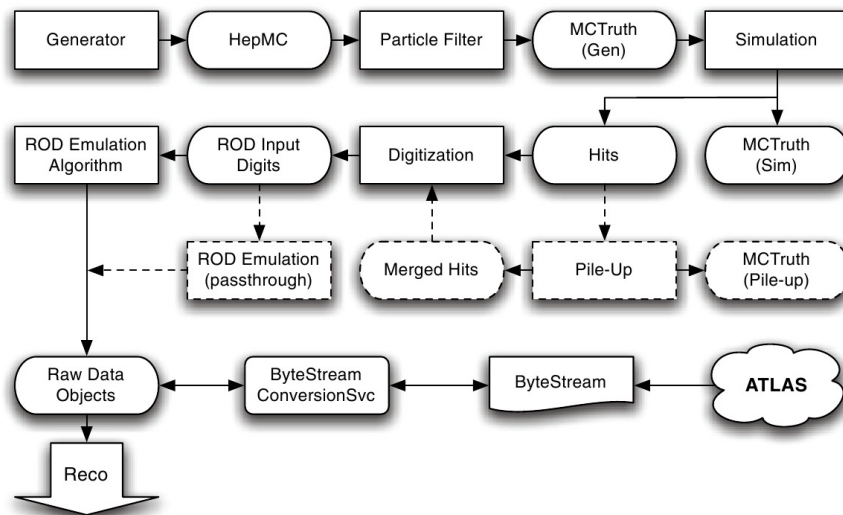 Generator
HepMC
Particle Filter
MCTruth
(Gen)
Simulation
ROD Emulation
Algorithm
ROD Input
Digits
Digitization
Hits
MCTruth
(Sim)
ROD Emulation
(passthrough)
Merged Hits
Pile-Up
MCTruth
(Pile-up)
Raw Data
Objects
ByteStream
ConversionSvc
ByteStream
ATLAS
Reco